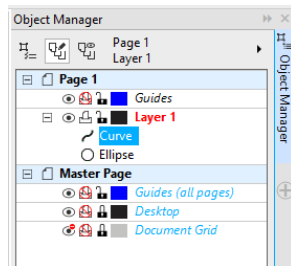 Object Manager
Page 1
Layer 1
Page 1
Guides
Layer 1
Curve
Ellipse
Master Page
Guides (all pages)
Desktop
Document Grid
Object Manager